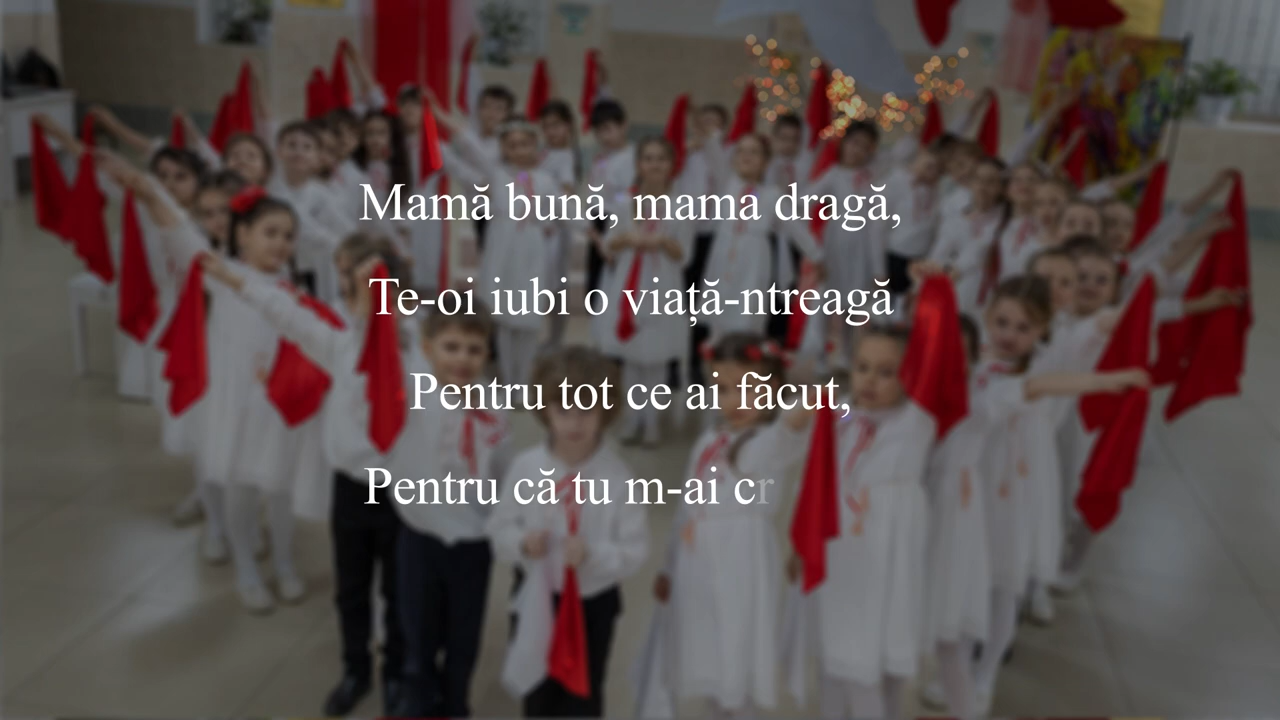 Mamă bună, mama dragă,
Te-oi iubi o viață-ntreagă
Pentru tot ce ai făcut,
Pentru că tu m-ai cr